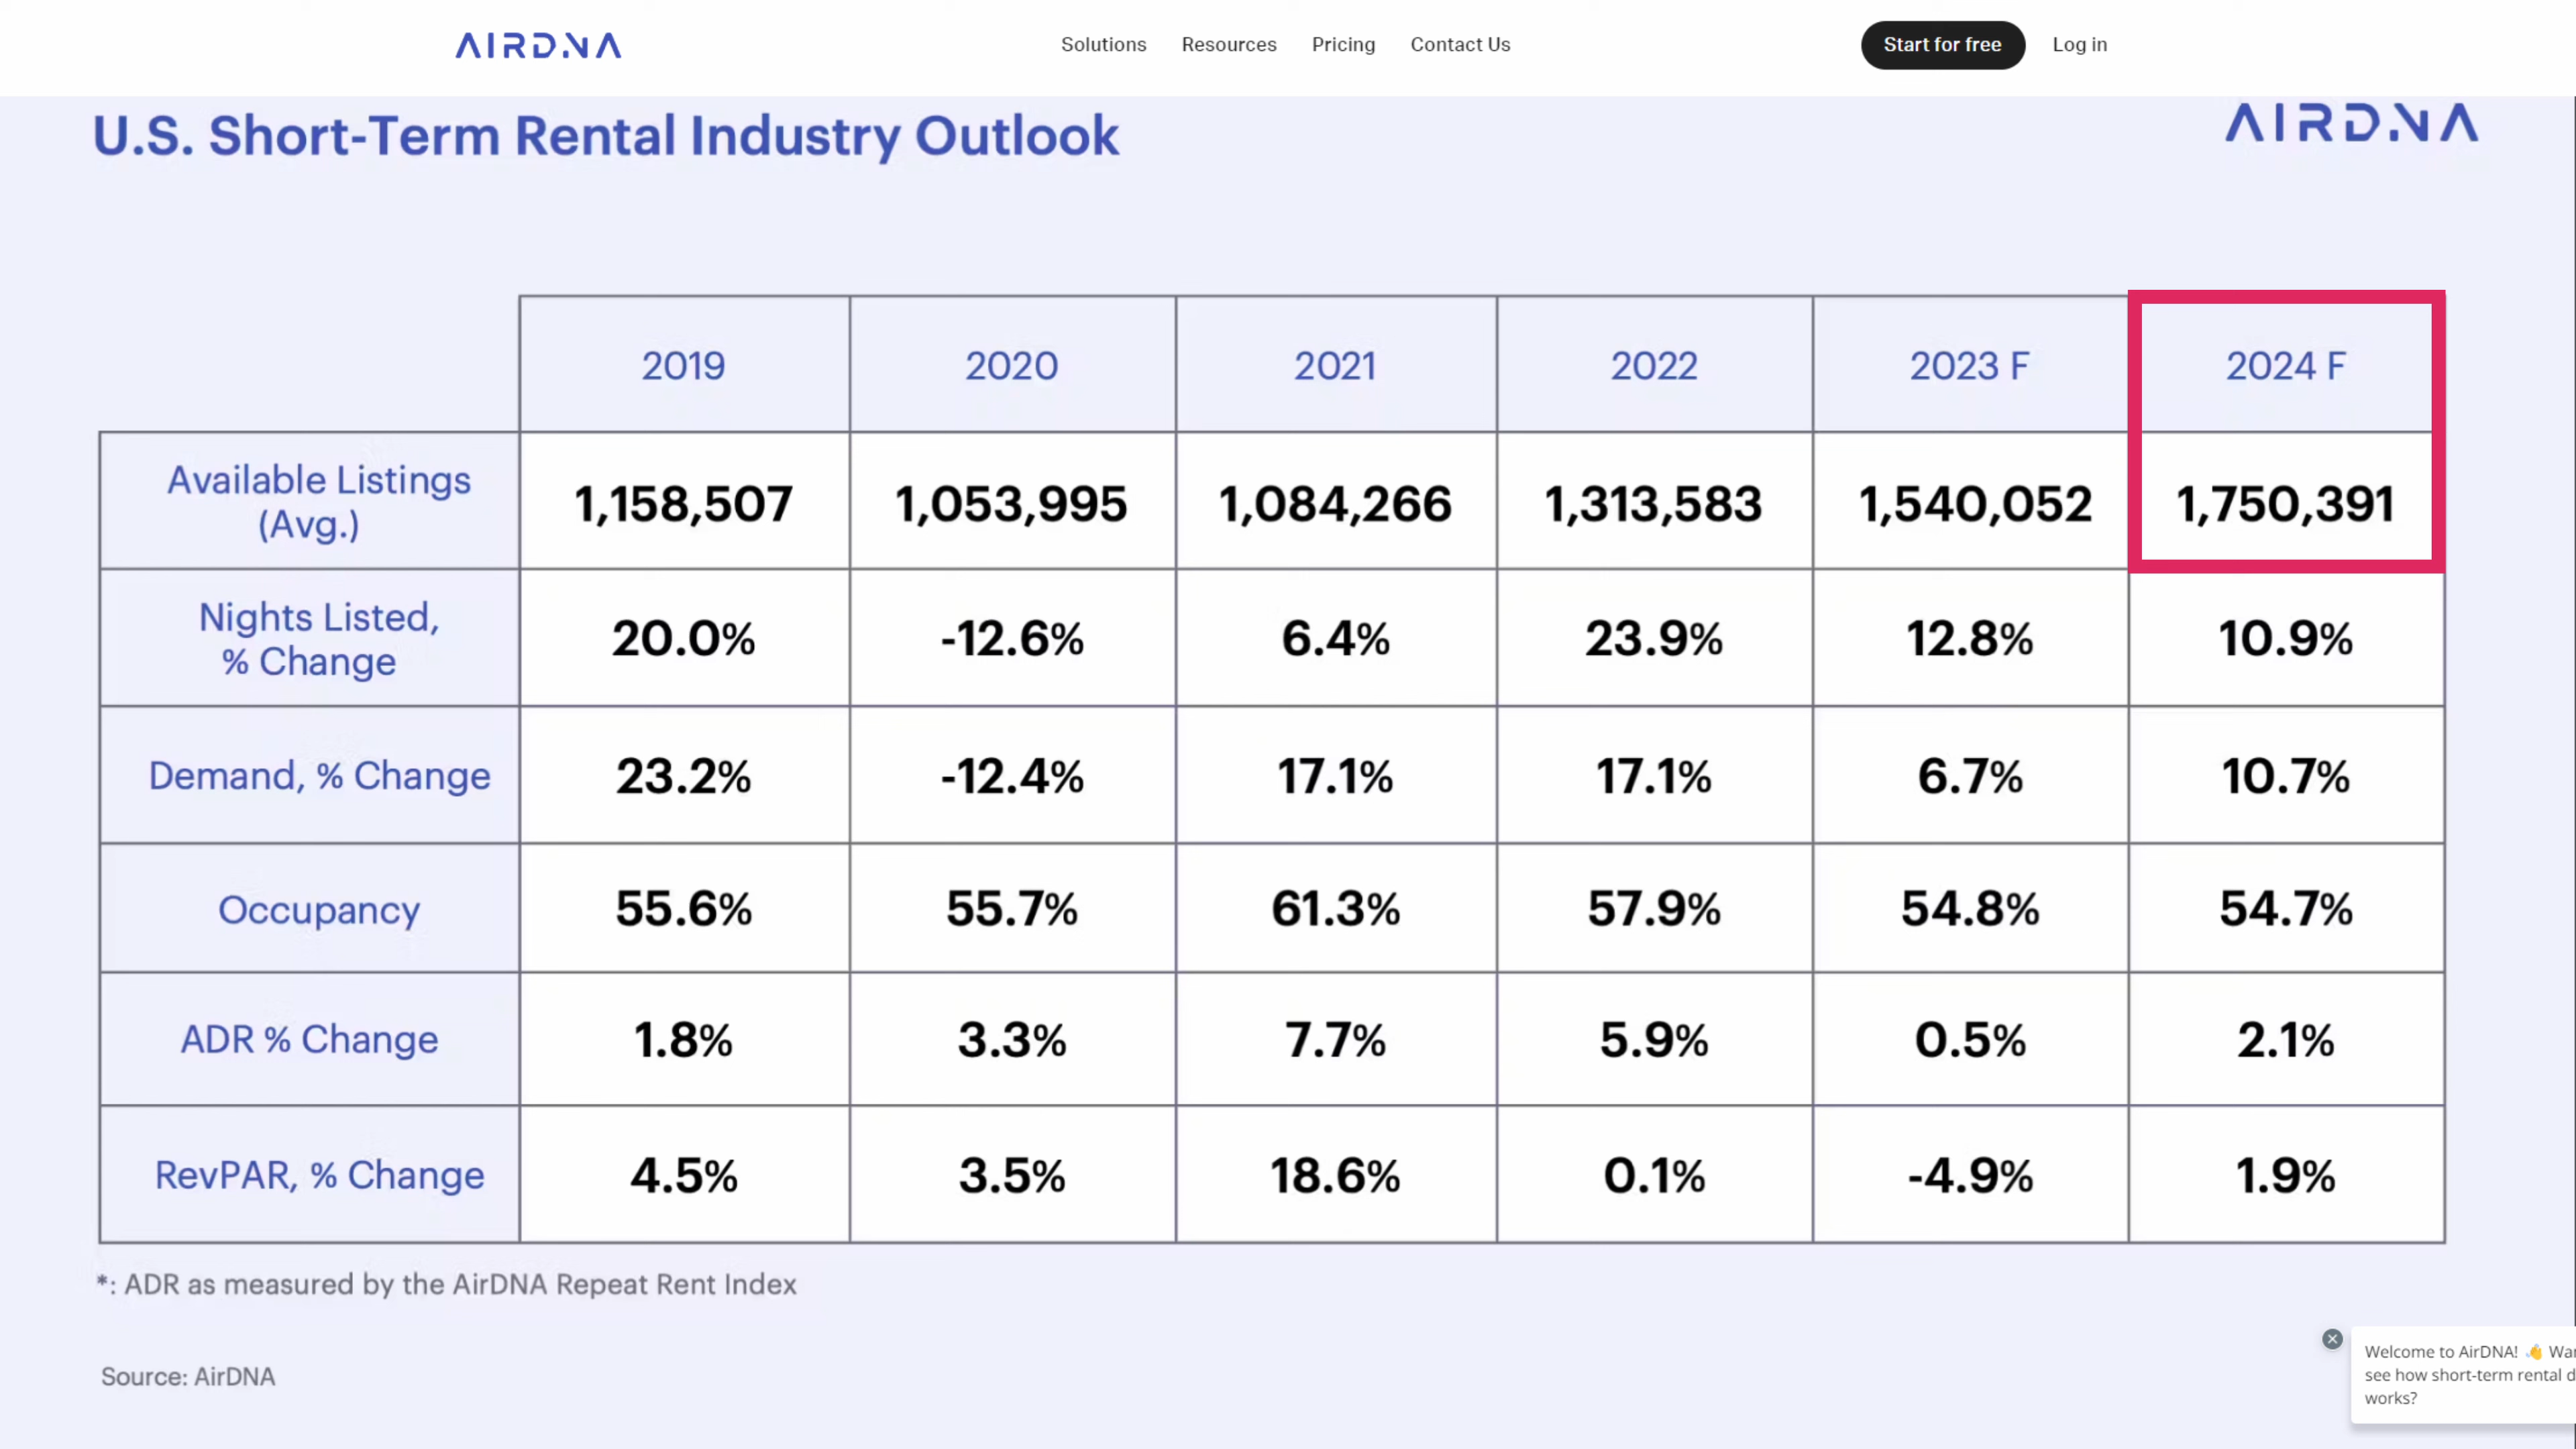 AIRDNA
Solutions Resources Pricing Contact Us
Start for free Log in
U.S. Short-Term Rental Industry Outlook
AIRDNA
2019 2020 2021 2022 2023 F 2024 F
Available Listings (Avg.) 1,158,507 1,053,995 1,084,266 1,313,583 1,540,052 1,750,391
Nights Listed, % Change 20.0% -12.6% 6.4% 23.9% 12.8% 10.9%
Demand, % Change 23.2% -12.4% 17.1% 17.1% 6.7% 10.7%
Occupancy 55.6% 55.7% 61.3% 57.9% 54.8% 54.7%
ADR % Change 1.8% 3.3% 7.7% 5.9% 0.5% 2.1%
RevPAR, % Change 4.5% 3.5% 18.6% 0.1% -4.9% 1.9%
*: ADR as measured by the AirDNA Repeat Rent Index
Source: AirDNA
Welcome to AirDNA! 👋
see how short-term rental
works?